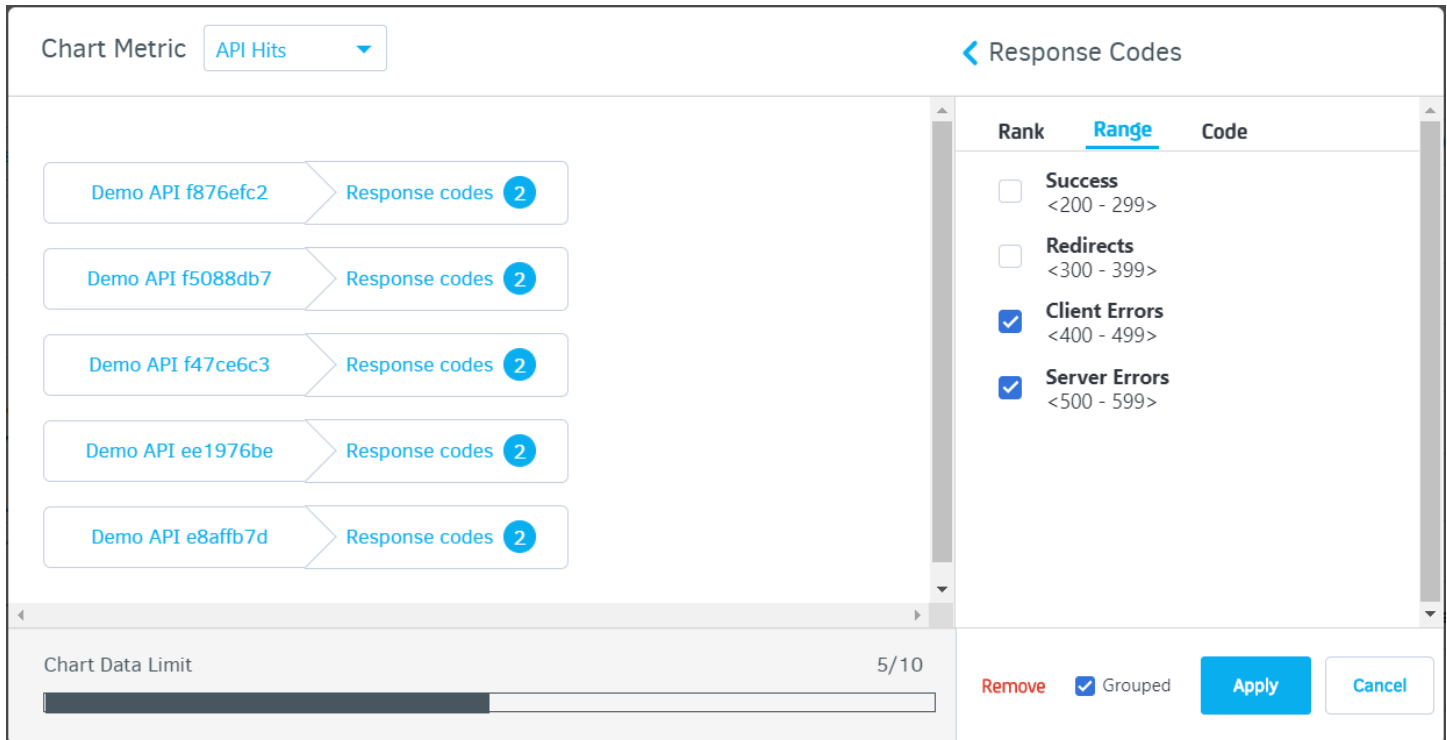 Chart Metric API Hits
Response Codes
Rank Range Code
Demo API f876efc2 Response codes 2
Demo API f5088db7 Response codes 2
Demo API f47ce6c3 Response codes 2
Demo API ee1976be Response codes 2
Demo API e8affb7d Response codes 2
Success
<200 - 299>
Redirects
<300 - 399>
Client Errors
<400 - 499>
Server Errors
<500 - 599>
Chart Data Limit 5/10
Remove Grouped Apply Cancel